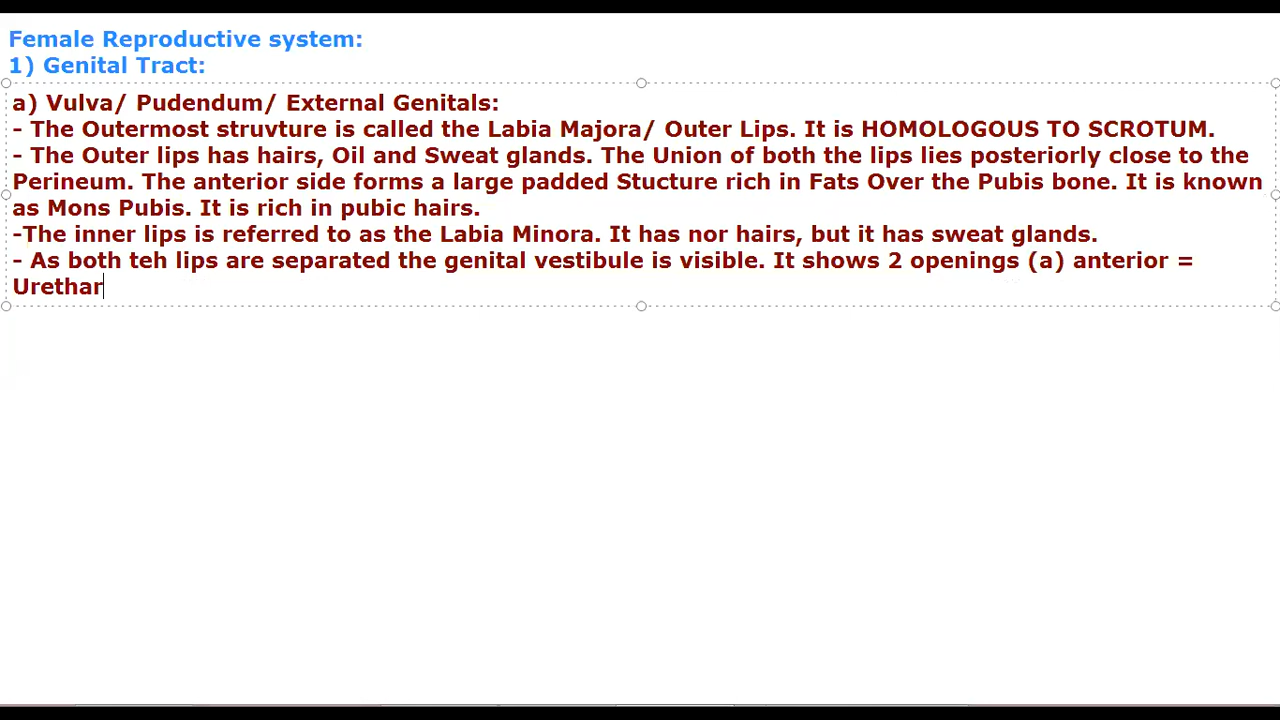 Female Reproductive system:
1) Genital Tract:
a) Vulva/ Pudendum/ External Genitals:
- The Outermost struvture is called the Labia Majora/ Outer Lips. It is HOMOLOGOUS TO SCROTUM.
- The Outer lips has hairs, Oil and Sweat glands. The Union of both the lips lies posteriorly close to the
Perineum. The anterior side forms a large padded Stucture rich in Fats Over the Pubis bone. It is known
as Mons Pubis. It is rich in pubic hairs.
-The inner lips is referred to as the Labia Minora. It has nor hairs, but it has sweat glands.
- As both teh lips are separated the genital vestibule is visible. It shows 2 openings (a) anterior =
Urethar